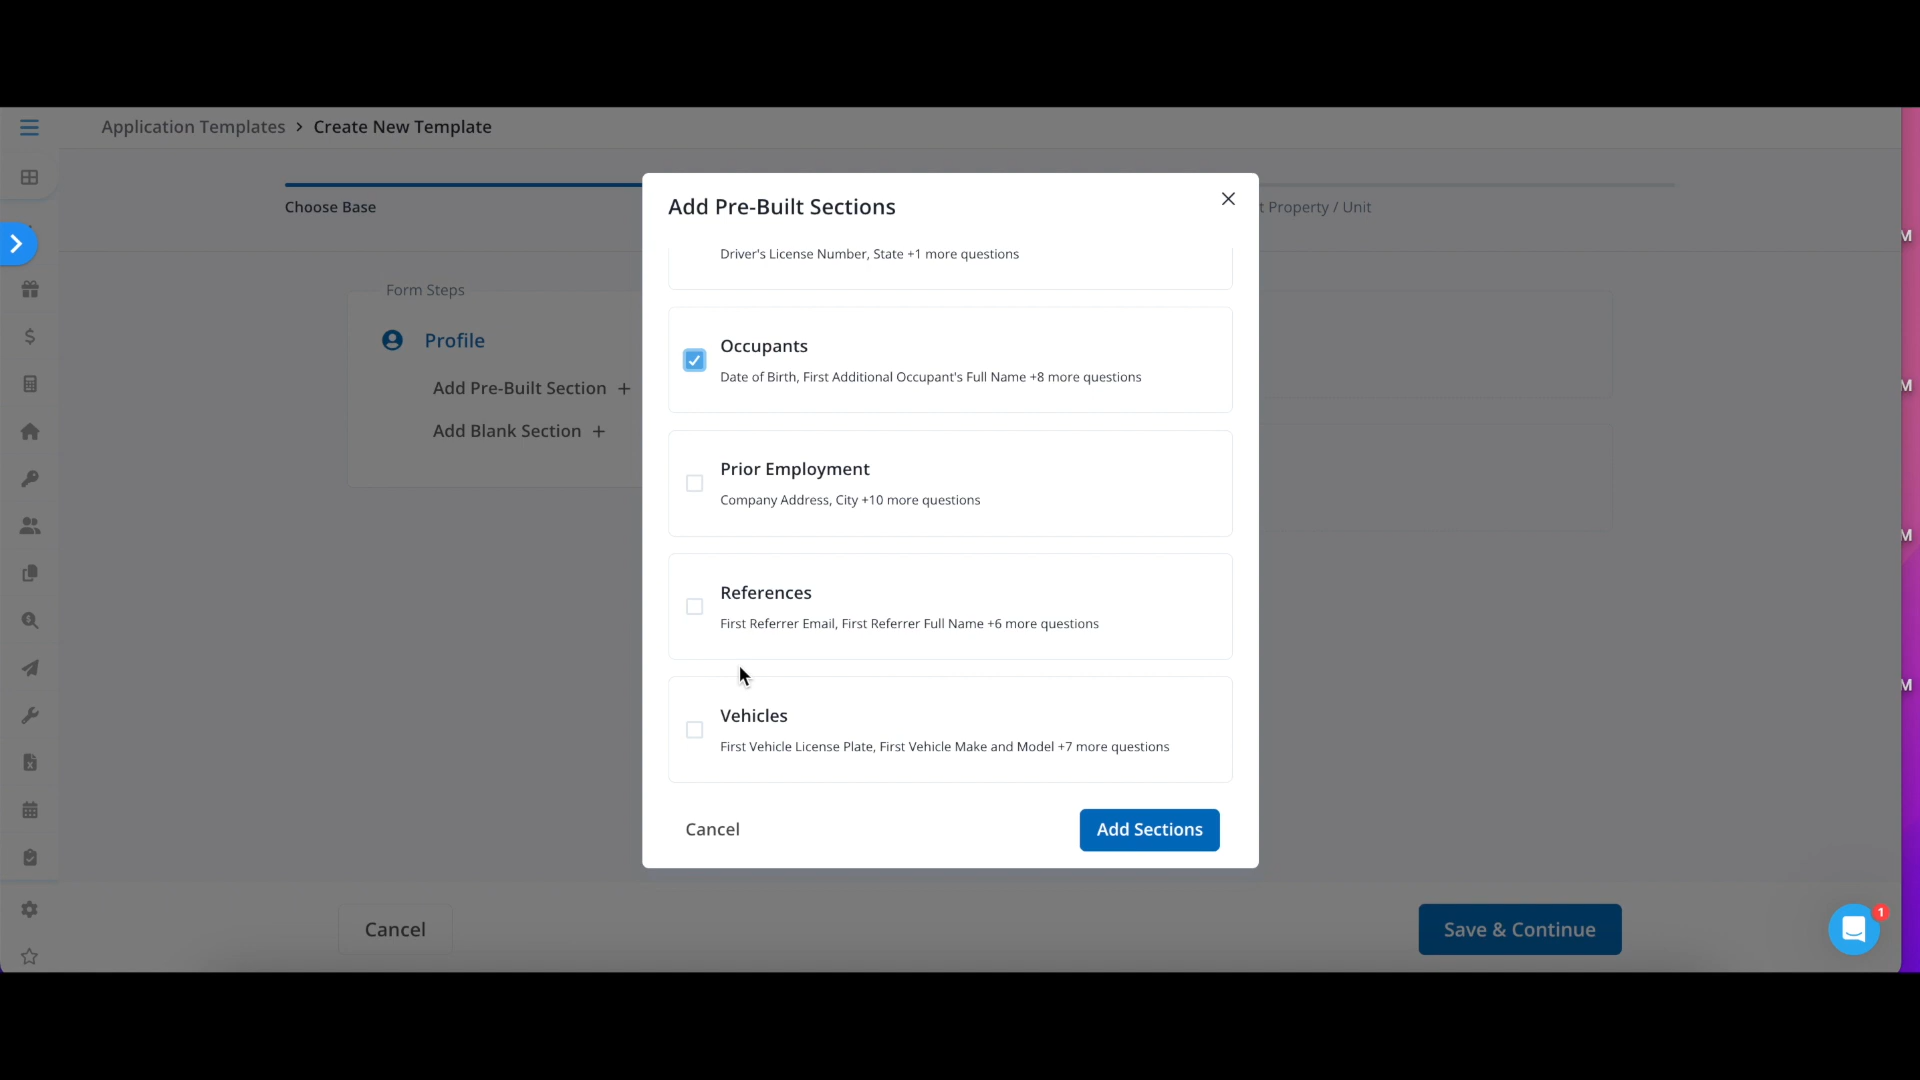 Application Templates > Create New Template
Choose Base
t Property / Unit
Form Steps
Profile
Add Pre-Built Section +
Add Blank Section +
Add Pre-Built Sections
Driver's License Number, State +1 more questions
Occupants
Date of Birth, First Additional Occupant's Full Name +8 more questions
Prior Employment
Company Address, City +10 more questions
References
First Referrer Email, First Referrer Full Name +6 more questions
Vehicles
First Vehicle License Plate, First Vehicle Make and Model +7 more questions
Cancel
Add Sections
Cancel
Save & Continue
1
M
M
M
M